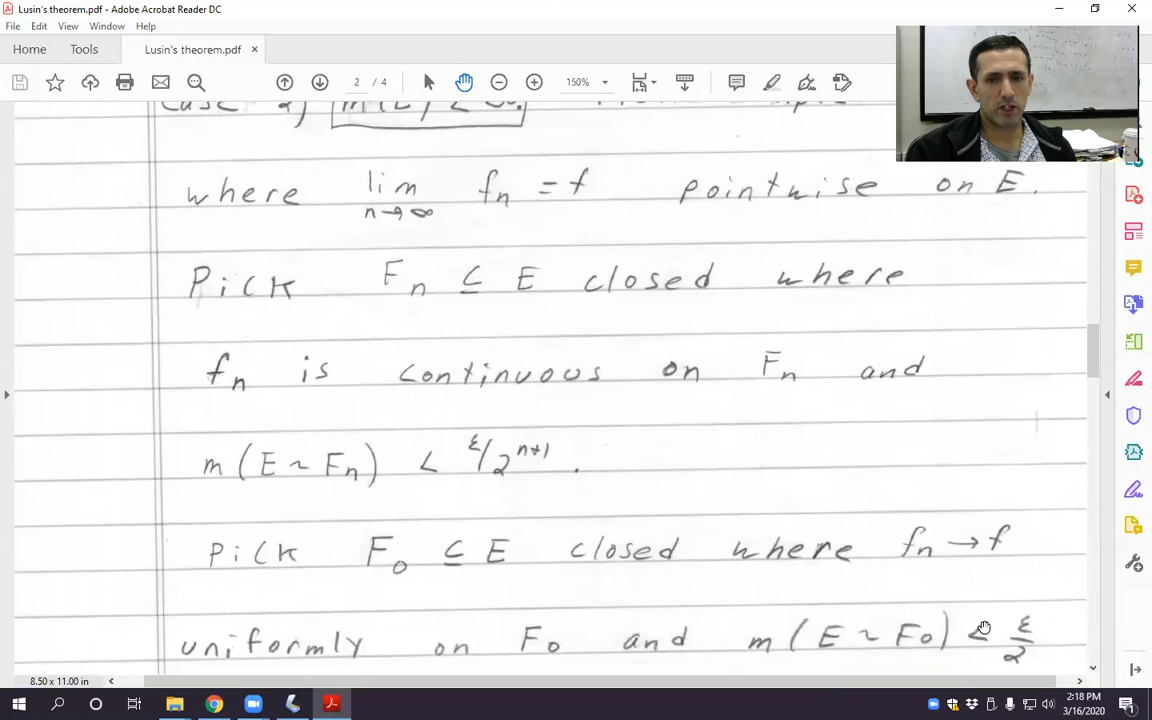 Lusin's theorem.pdf - Adobe Acrobat Reader DC
File Edit View Window Help
Home Tools Lusin's theorem.pdf ×
2 / 4 150%
where lim n→∞ fn = f pointwise on E.
Pick Fn ⊆ E closed where
fn is continuous on Fn and
m(E ~ Fn) < ε/2^(n+1).
Pick F0 ⊆ E closed where fn → f
uniformly on F0 and m(E ~ F0) < ε/2
8.50 x 11.00 in
2:18 PM
3/16/2020